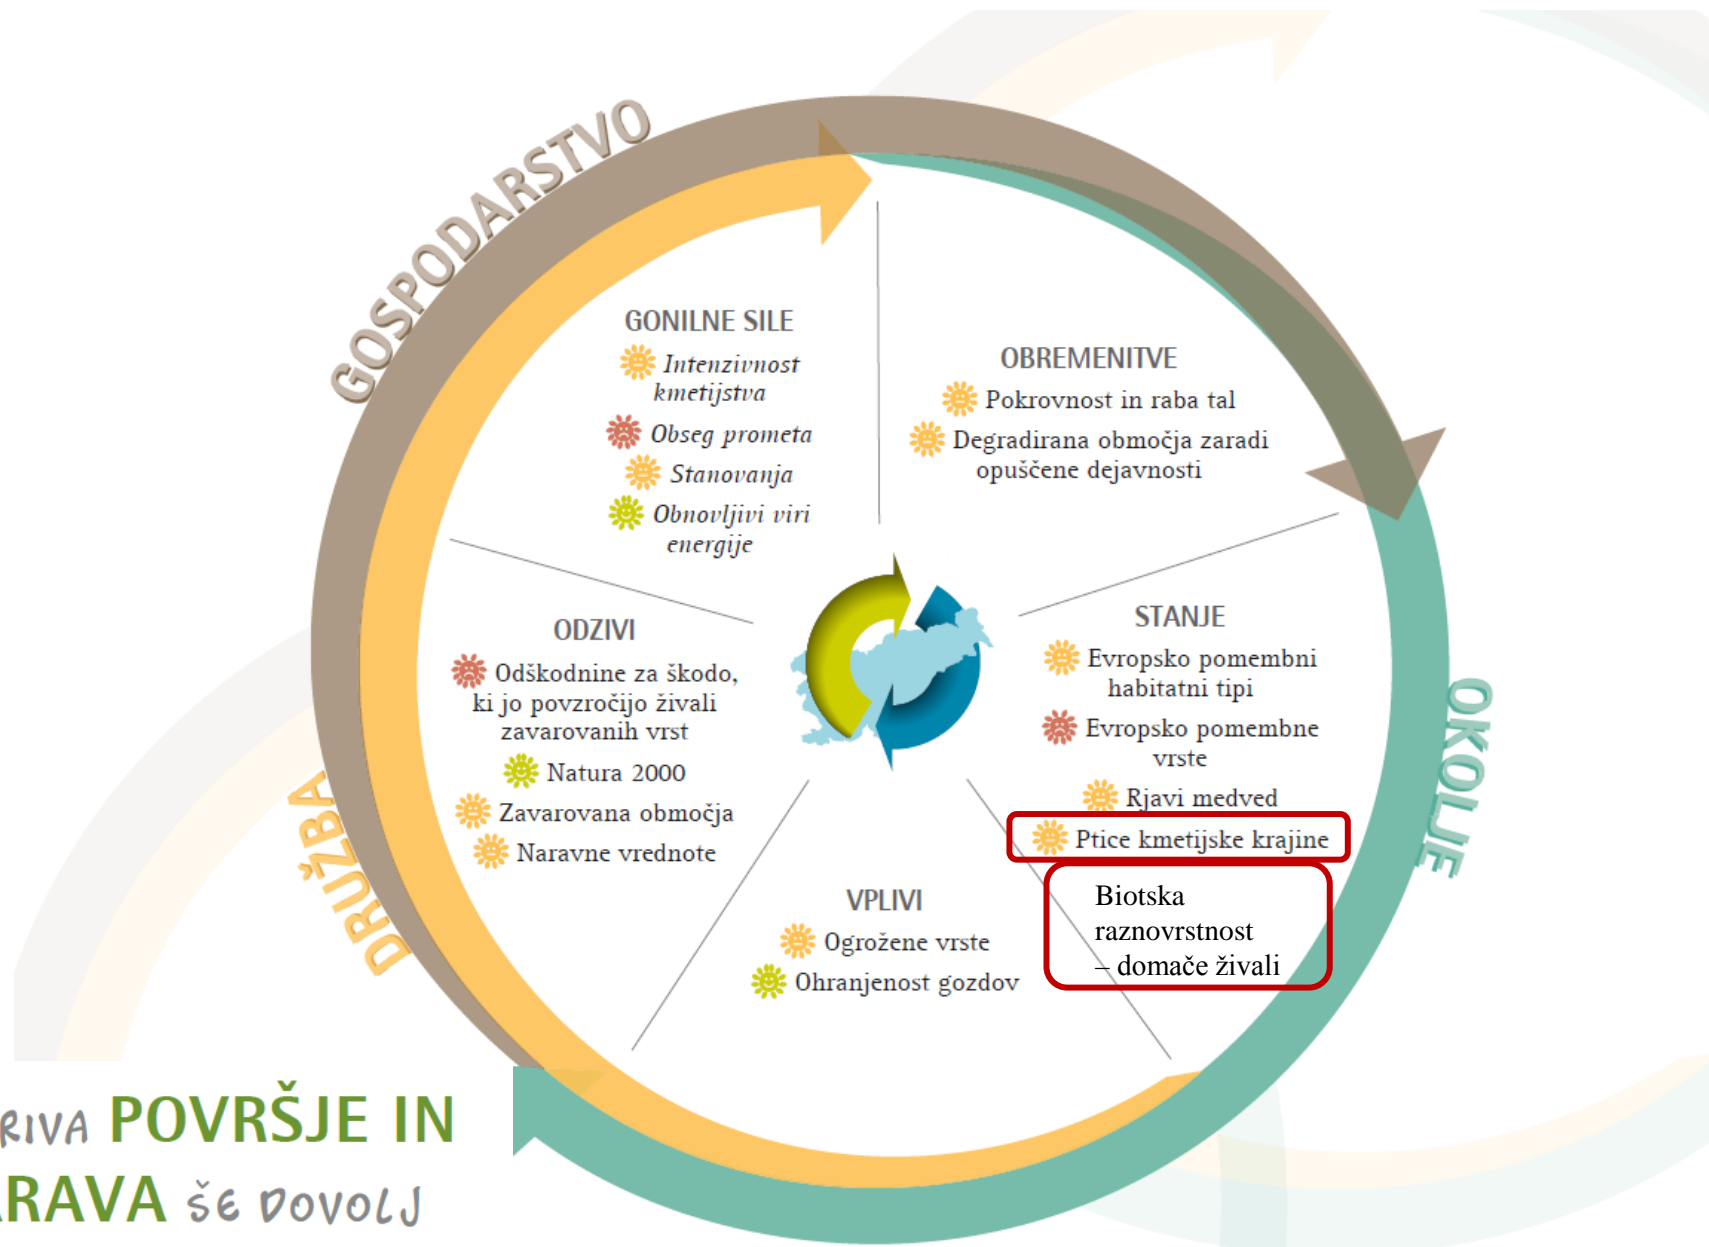 GOSPODARSTVO
GONILNE SILE
Intenzivnost
kmetijstva
Obseg prometa
Stanovanja
Obnovljivi viri
energije
OBREMENITVE
Pokrovnost in raba tal
Degradirana območja zaradi
opuščene dejavnosti
STANJE
Evropsko pomembni
habitatni tipi
Evropsko pomembne
vrste
Rjavi medved
Ptice kmetijske krajine
Biotska
raznovrstnost
– domače živali
OKOLJE
VPLIVI
Ogrožene vrste
Ohranjenost gozdov
ODZIVI
Odškodnine za škodo,
ki jo povzročijo živali
zavarovanih vrst
Natura 2000
Zavarovana območja
Naravne vrednote
DRUŽBA
RIVA POVRŠJE IN
RAVA ŠE DOVOLJ